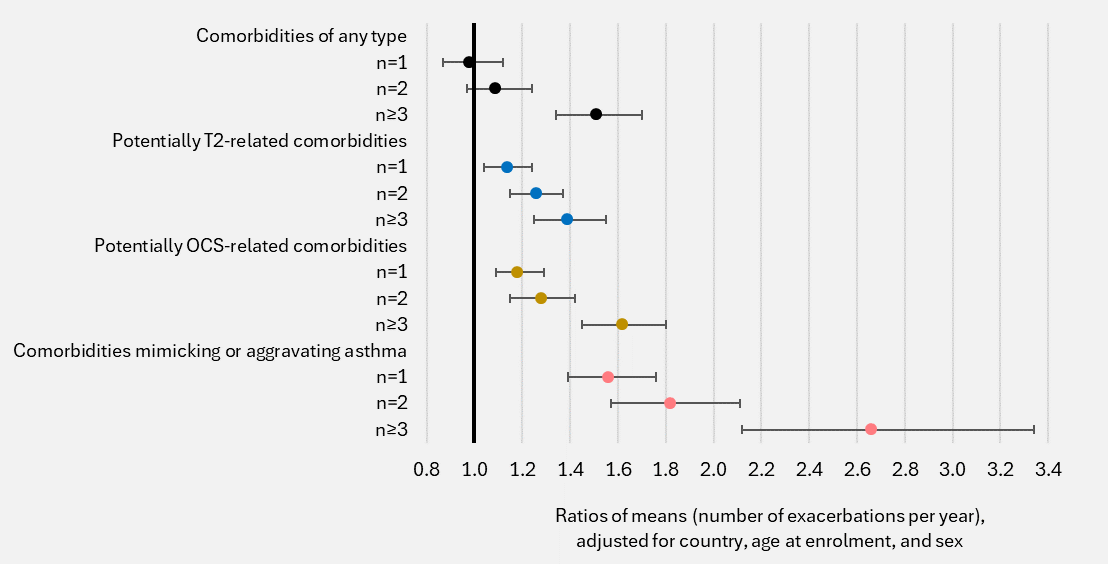 Comorbidities of any type
n=1
n=2
n≥3
Potentially T2-related comorbidities
n=1
n=2
n≥3
Potentially OCS-related comorbidities
n=1
n=2
n≥3
Comorbidities mimicking or aggravating asthma
n=1
n=2
n≥3
0.8 1.0 1.2 1.4 1.6 1.8 2.0 2.2 2.4 2.6 2.8 3.0 3.2 3.4
Ratios of means (number of exacerbations per year),
adjusted for country, age at enrolment, and sex